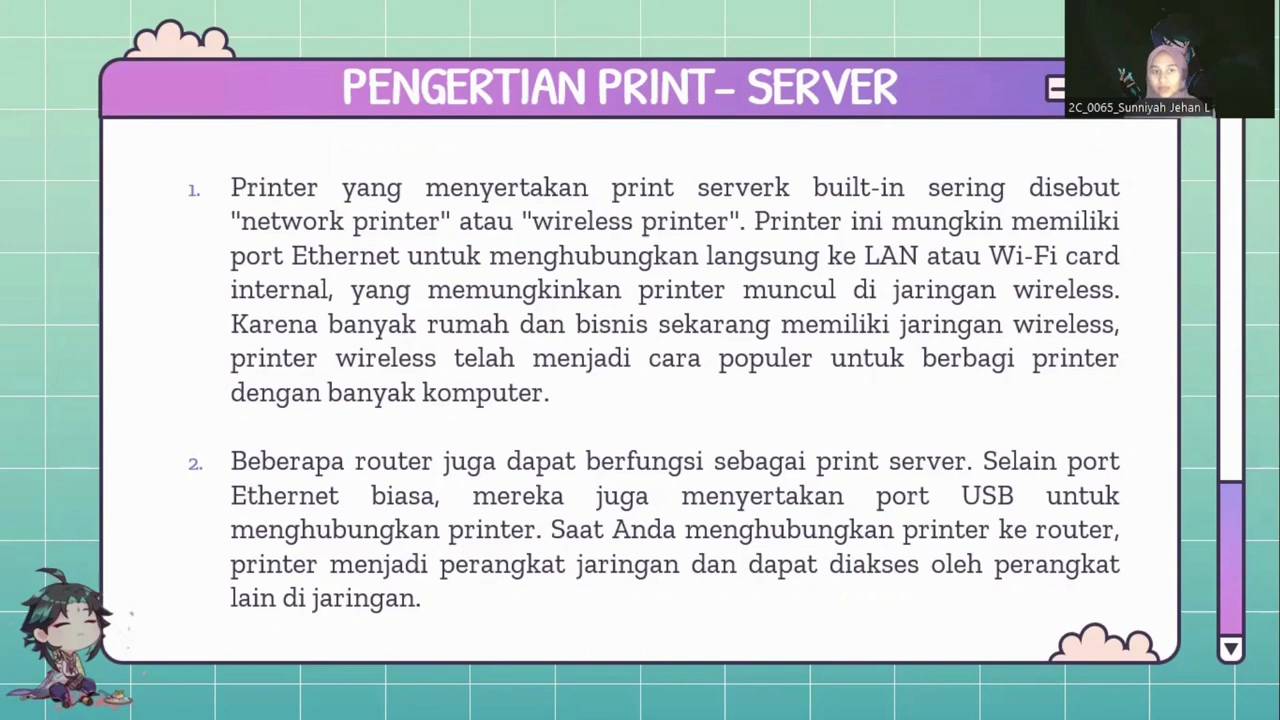 PENGERTIAN PRINT- SERVER
2C_0065_Sunniyah Jehan L
1. Printer yang menyertakan print serverk built-in sering disebut
"network printer" atau "wireless printer". Printer ini mungkin memiliki
port Ethernet untuk menghubungkan langsung ke LAN atau Wi-Fi card
internal, yang memungkinkan printer muncul di jaringan wireless.
Karena banyak rumah dan bisnis sekarang memiliki jaringan wireless,
printer wireless telah menjadi cara populer untuk berbagi printer
dengan banyak komputer.
2. Beberapa router juga dapat berfungsi sebagai print server. Selain port
Ethernet biasa, mereka juga menyertakan port USB untuk
menghubungkan printer. Saat Anda menghubungkan printer ke router,
printer menjadi perangkat jaringan dan dapat diakses oleh perangkat
lain di jaringan.